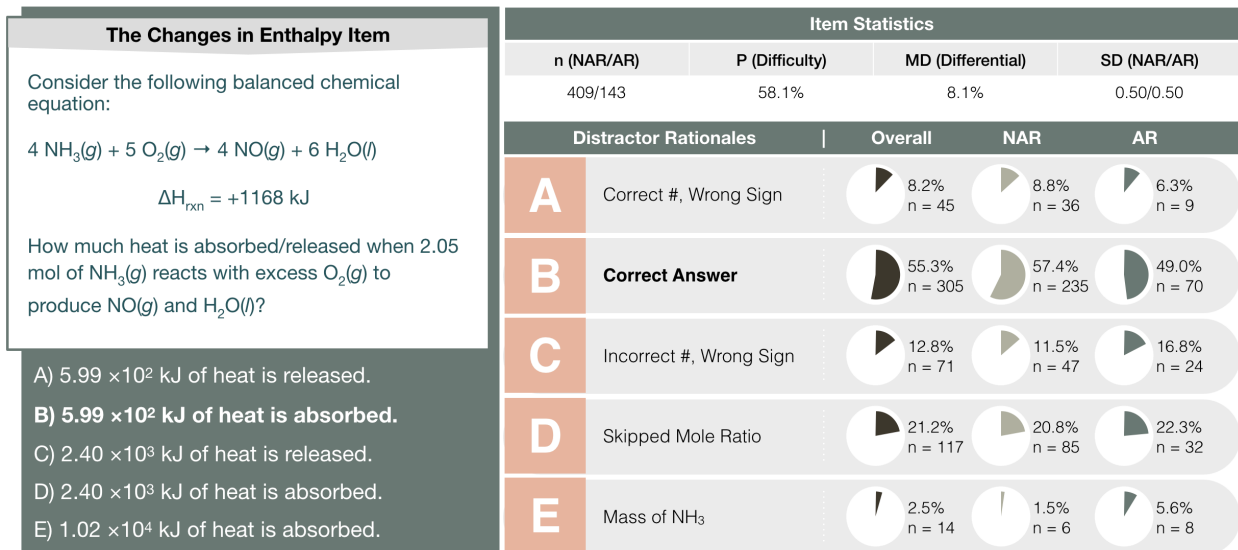 The Changes in Enthalpy Item
Consider the following balanced chemical
equation:
4 NH₃(g) + 5 O₂(g) → 4 NO(g) + 6 H₂O(l)
ΔHrxn = +1168 kJ
How much heat is absorbed/released when 2.05
mol of NH₃(g) reacts with excess O₂(g) to
produce NO(g) and H₂O(l)?
A) 5.99 ×10² kJ of heat is released.
B) 5.99 ×10² kJ of heat is absorbed.
C) 2.40 ×10³ kJ of heat is released.
D) 2.40 ×10³ kJ of heat is absorbed.
E) 1.02 ×10⁴ kJ of heat is absorbed.
Item Statistics
n (NAR/AR) P (Difficulty) MD (Differential) SD (NAR/AR)
409/143 58.1% 8.1% 0.50/0.50
Distractor Rationales | Overall NAR AR
A Correct #, Wrong Sign 8.2% 8.8% 6.3%
n = 45 n = 36 n = 9
B Correct Answer 55.3% 57.4% 49.0%
n = 305 n = 235 n = 70
C Incorrect #, Wrong Sign 12.8% 11.5% 16.8%
n = 71 n = 47 n = 24
D Skipped Mole Ratio 21.2% 20.8% 22.3%
n = 117 n = 85 n = 32
E Mass of NH₃ 2.5% 1.5% 5.6%
n = 14 n = 6 n = 8